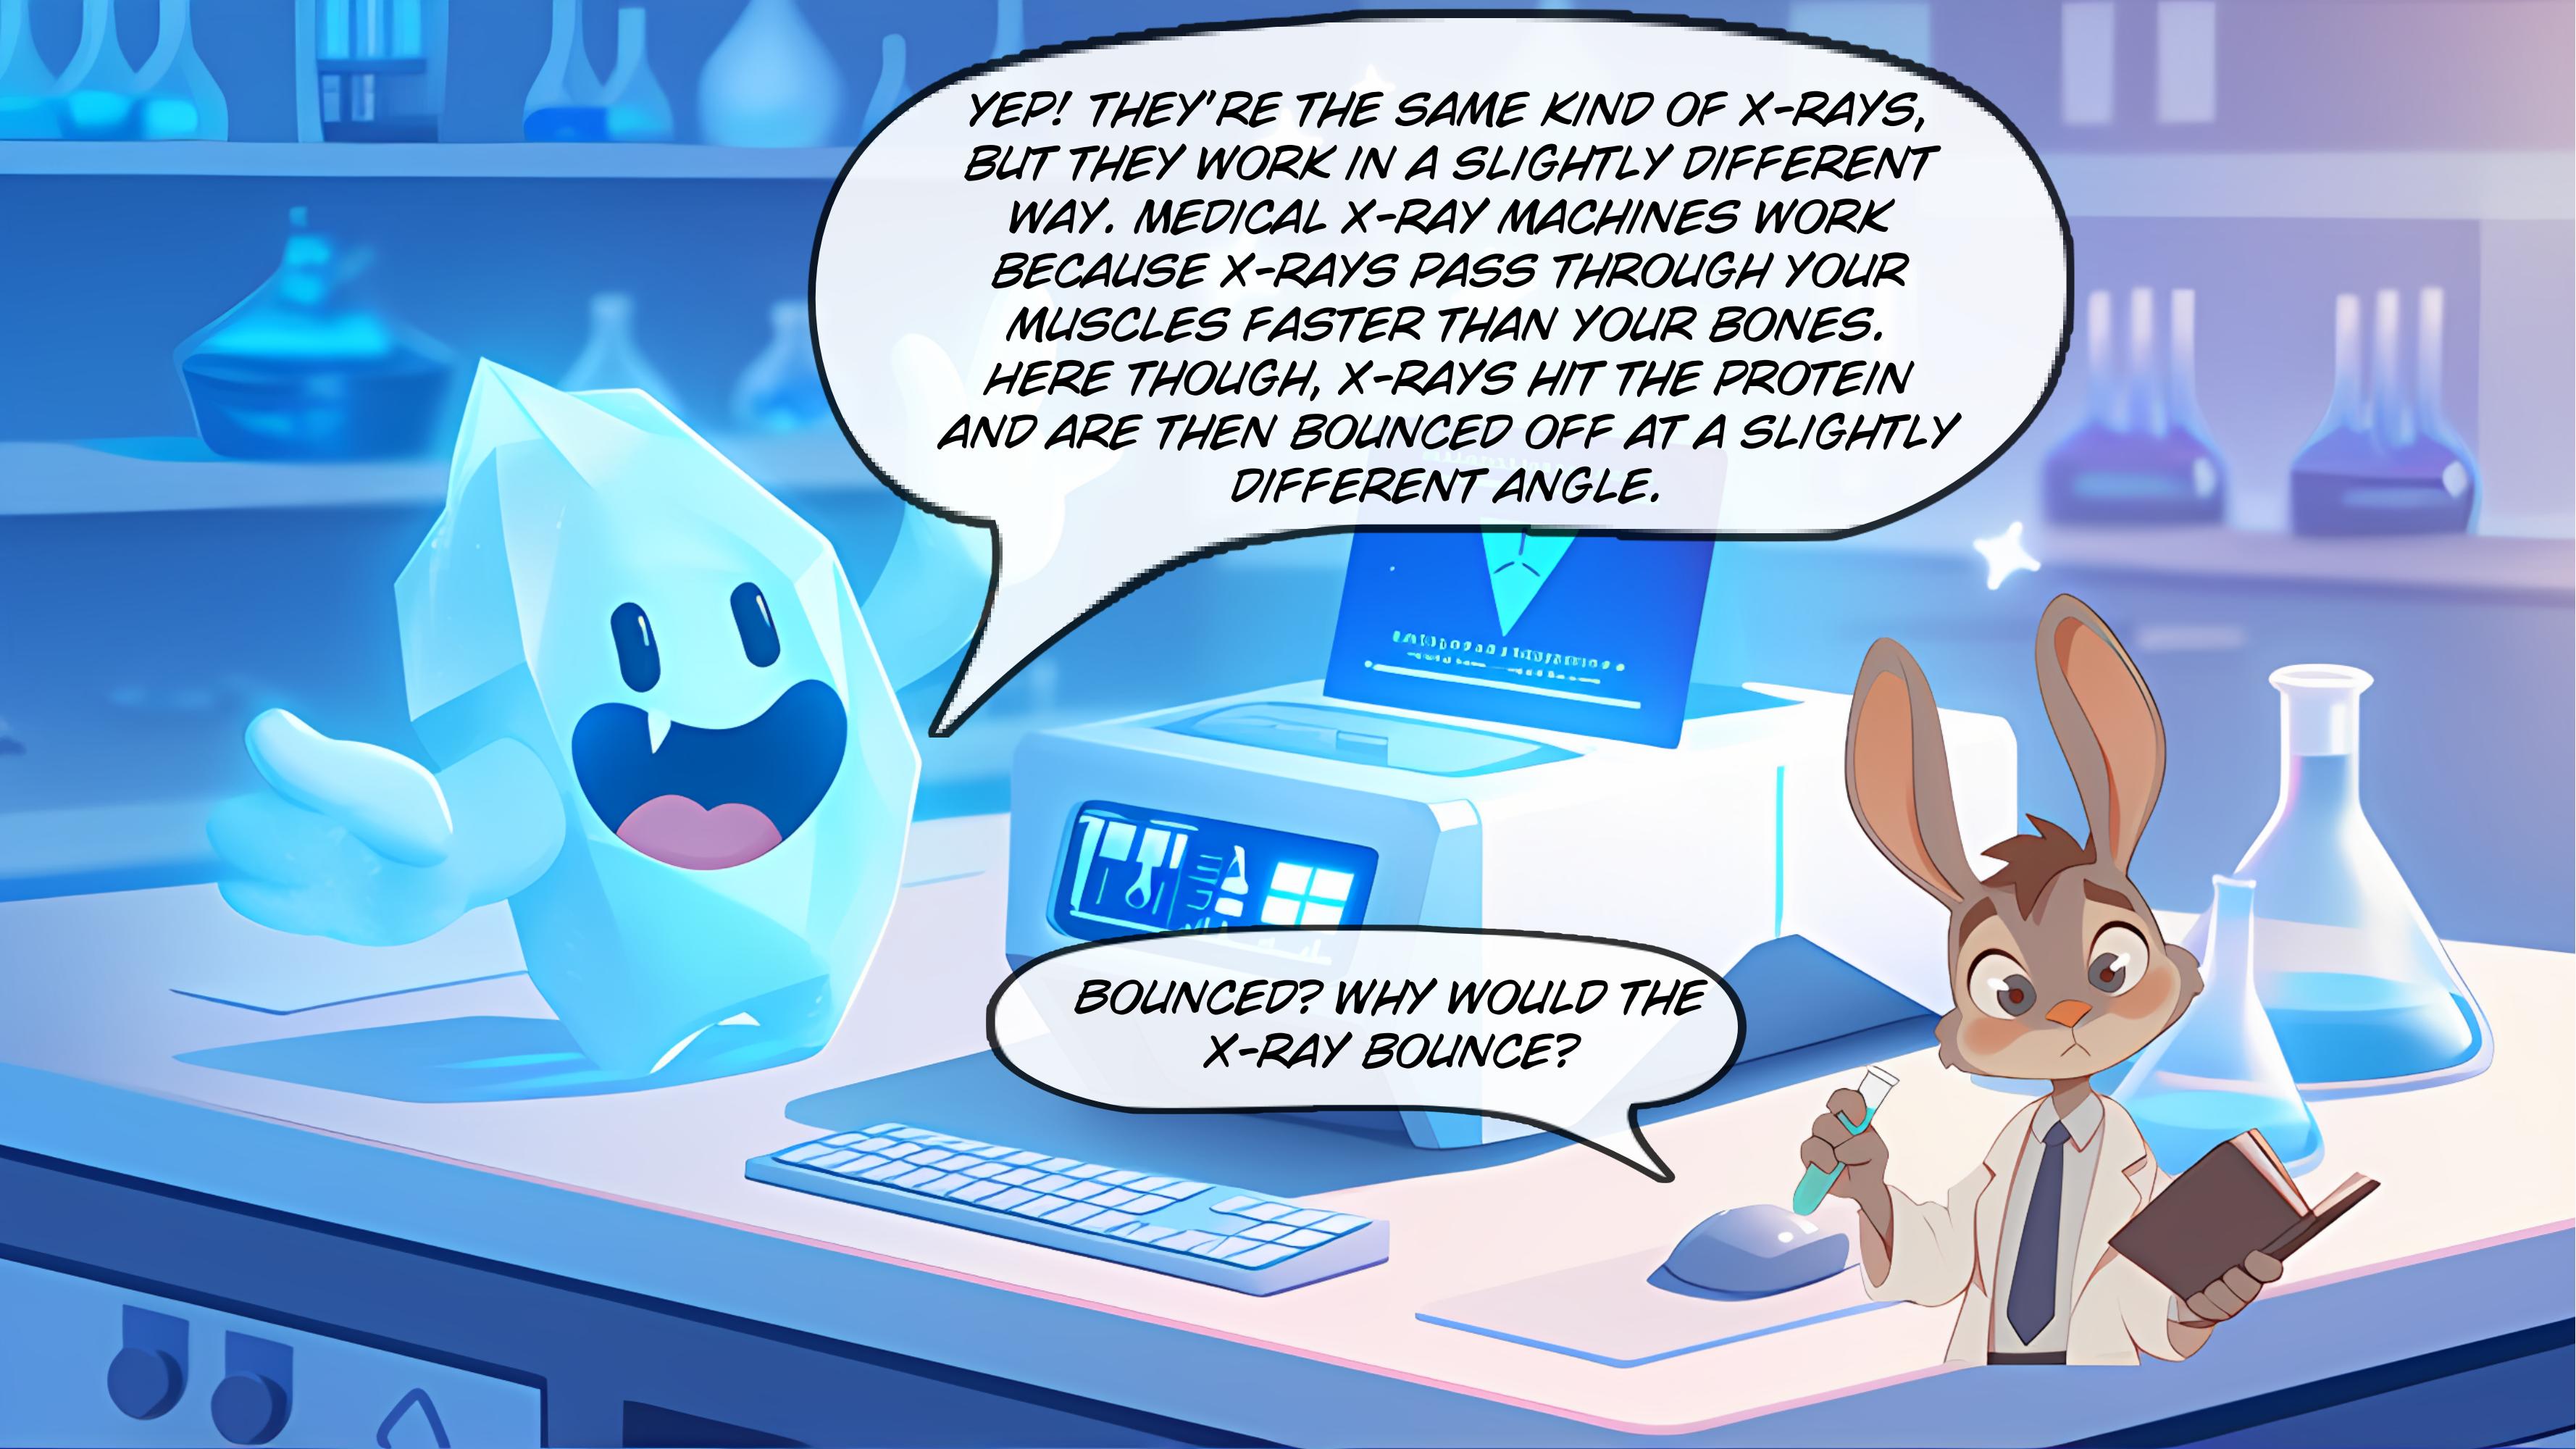 YEP! THEY'RE THE SAME KIND OF X-RAYS,
BUT THEY WORK IN A SLIGHTLY DIFFERENT
WAY. MEDICAL X-RAY MACHINES WORK
BECAUSE X-RAYS PASS THROUGH YOUR
MUSCLES FASTER THAN YOUR BONES.
HERE THOUGH, X-RAYS HIT THE PROTEIN
AND ARE THEN BOUNCED OFF AT A SLIGHTLY
DIFFERENT ANGLE.
BOUNCED? WHY WOULD THE
X-RAY BOUNCE?